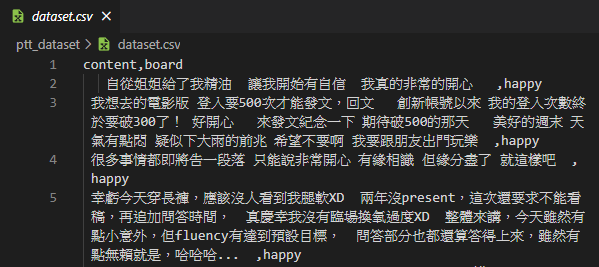 dataset.csv ×
ptt_dataset > dataset.csv
1 content,board
2 自從姐姐給了我精油 讓我開始有自信 我真的非常的開心 ,happy
3 我想去的電影版 登入要500次才能發文，回文 創新帳號以來 我的登入次數終
於要破300了! 好開心 來發文紀念一下 期待破500的那天 美好的週末 天
氣有點悶 疑似下大雨的前兆 希望不要啊 我要跟朋友出門玩樂 ,happy
4 很多事情都即將告一段落 只能說非常開心 有緣相識 但緣分盡了 就這樣吧 ,
happy
5 幸虧今天穿長褲，應該沒人看到我腿軟XD 兩年沒present，這次還要求不能看
稿，再追加問答時間， 真慶幸我沒有臨場換氣過度XD 整體來講，今天雖然有
點小意外，但fluency有達到預設目標， 問答部分也都還算答得上來，雖然有
點無賴就是，哈哈哈... ,happy